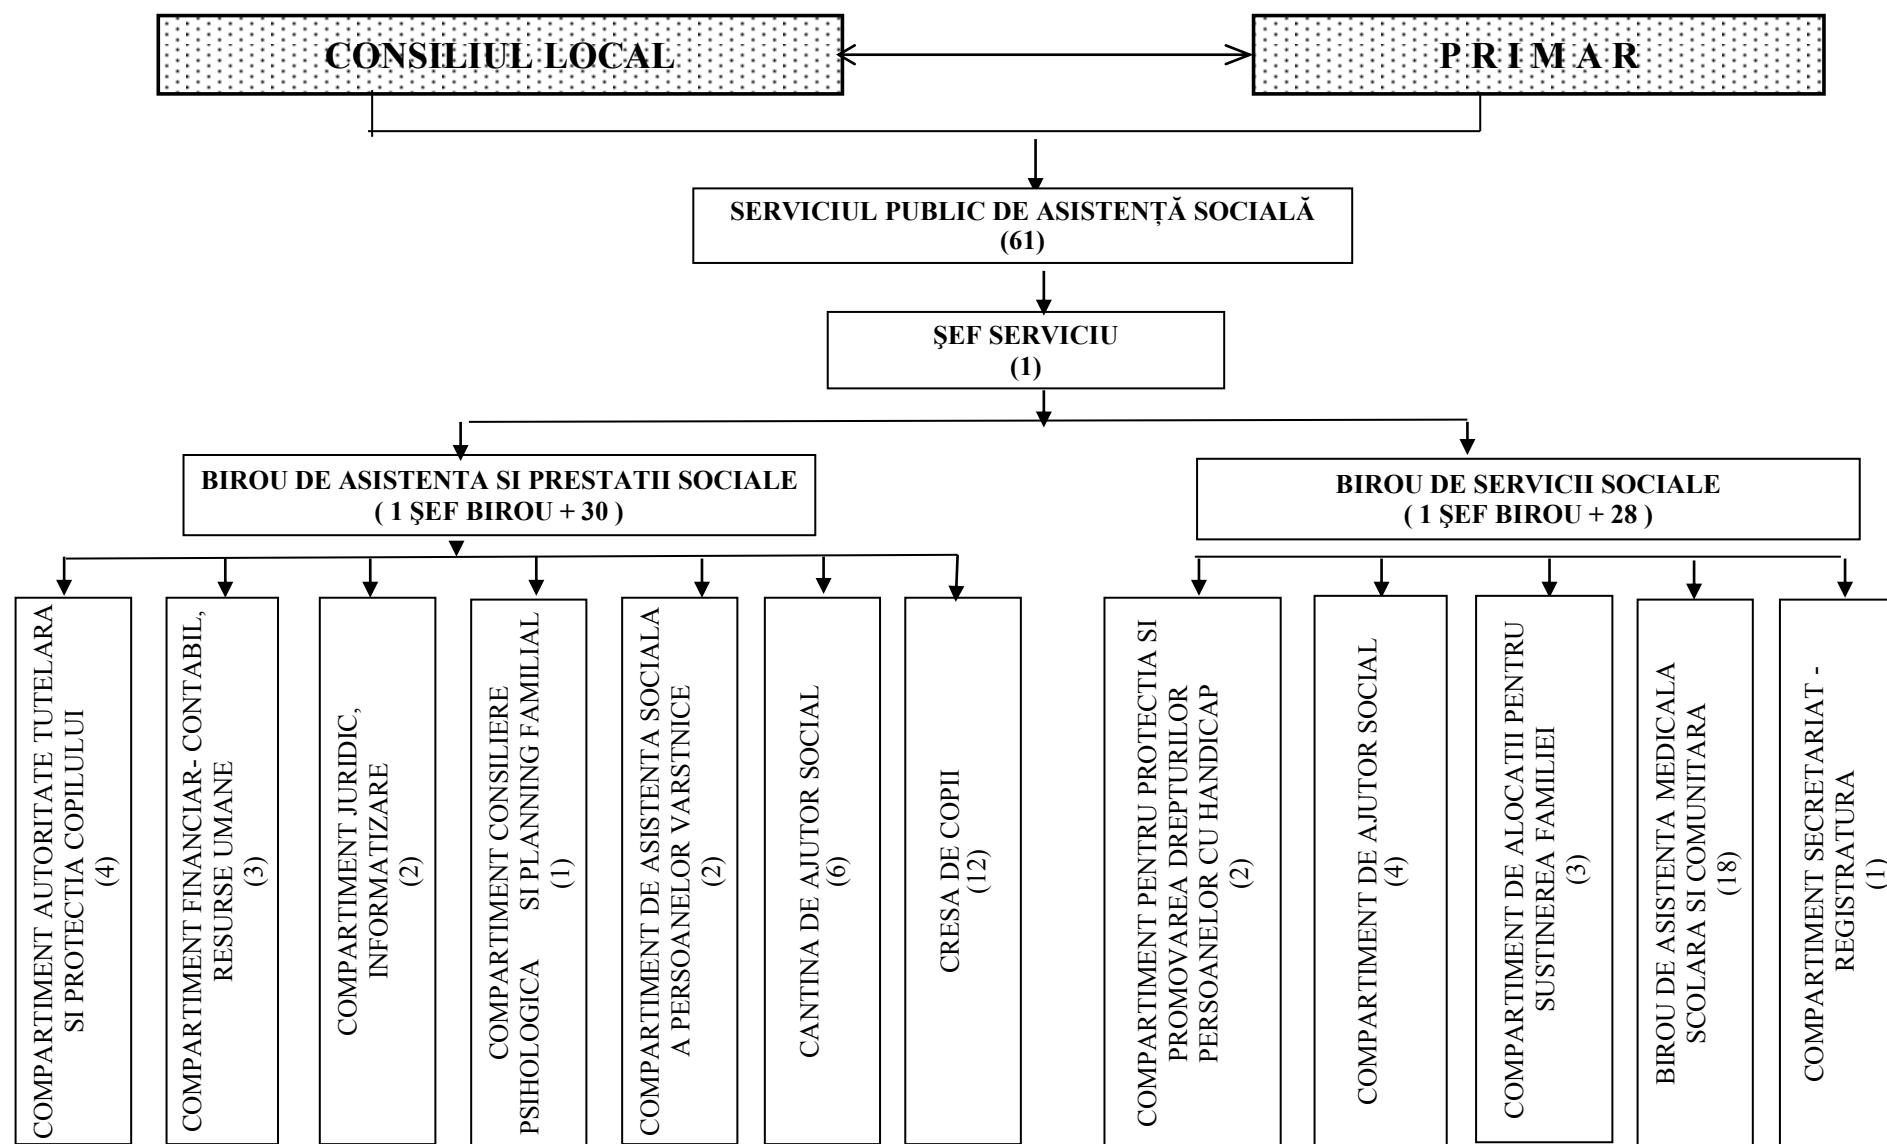 CONSILIUL LOCAL
P R I M A R
SERVICIUL PUBLIC DE ASISTENȚĂ SOCIALĂ
(61)
ŞEF SERVICIU
(1)
BIROU DE ASISTENTA SI PRESTATII SOCIALE
( 1 ŞEF BIROU + 30 )
BIROU DE SERVICII SOCIALE
( 1 ŞEF BIROU + 28 )
COMPARTIMENT AUTORITATE TUTELARA
SI PROTECTIA COPILULUI
(4)
COMPARTIMENT FINANCIAR- CONTABIL,
RESURSE UMANE
(3)
COMPARTIMENT JURIDIC,
INFORMATIZARE
(2)
COMPARTIMENT CONSILIERE
PSIHOLOGICA SI PLANNING FAMILIAL
(1)
COMPARTIMENT DE ASISTENTA SOCIALA
A PERSOANELOR VARSTNICE
(2)
CANTINA DE AJUTOR SOCIAL
(6)
CRESA DE COPII
(12)
COMPARTIMENT PENTRU PROTECTIA SI
PROMOVAREA DREPTURILOR
PERSOANELOR CU HANDICAP
(2)
COMPARTIMENT DE AJUTOR SOCIAL
(4)
COMPARTIMENT DE ALOCATII PENTRU
SUSTINEREA FAMILIEI
(3)
BIROU DE ASISTENTA MEDICALA
SCOLARA SI COMUNITARA
(18)
COMPARTIMENT SECRETARIAT -
REGISTRATURA
(1)